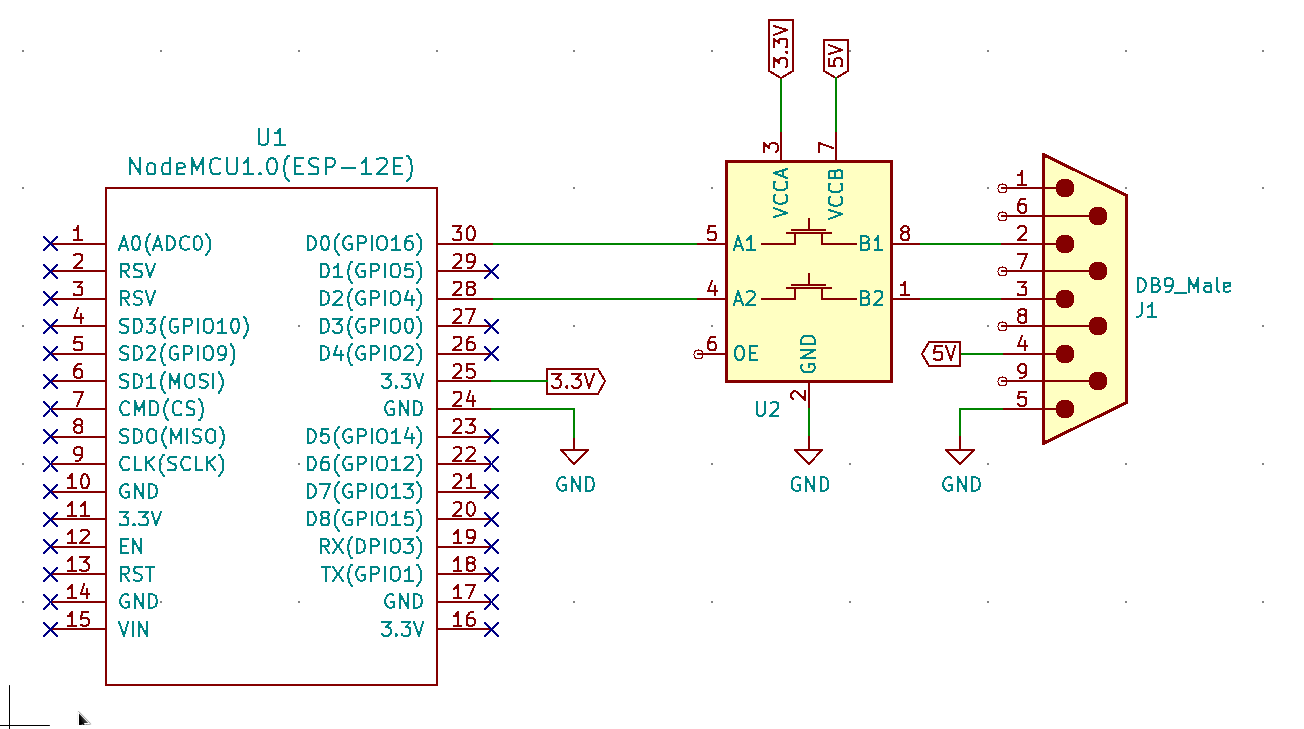 3.3V
5V
U1
NodeMCU1.0(ESP-12E)
3
7
VCCA
VCCB
1 A0(ADC0) D0(GPIO16) 30
2 RSV D1(GPIO5) 29
3 RSV D2(GPIO4) 28
4 SD3(GPIO10) D3(GPIO0) 27
5 SD2(GPIO9) D4(GPIO2) 26
6 SD1(MOSI) 3.3V 25 3.3V
7 CMD(CS) GND 24
8 SD0(MISO) D5(GPIO14) 23
9 CLK(SCLK) D6(GPIO12) 22
10 GND D7(GPIO13) 21
11 3.3V D8(GPIO15) 20
12 EN RX(DPIO3) 19
13 RST TX(GPIO1) 18
14 GND GND 17
15 VIN 3.3V 16
GND
5 A1 B1 8
4 A2 B2 1
6 OE
GND
2
U2
GND
1
6
2
7
3
8
5V 4
9
5
DB9_Male
J1
GND